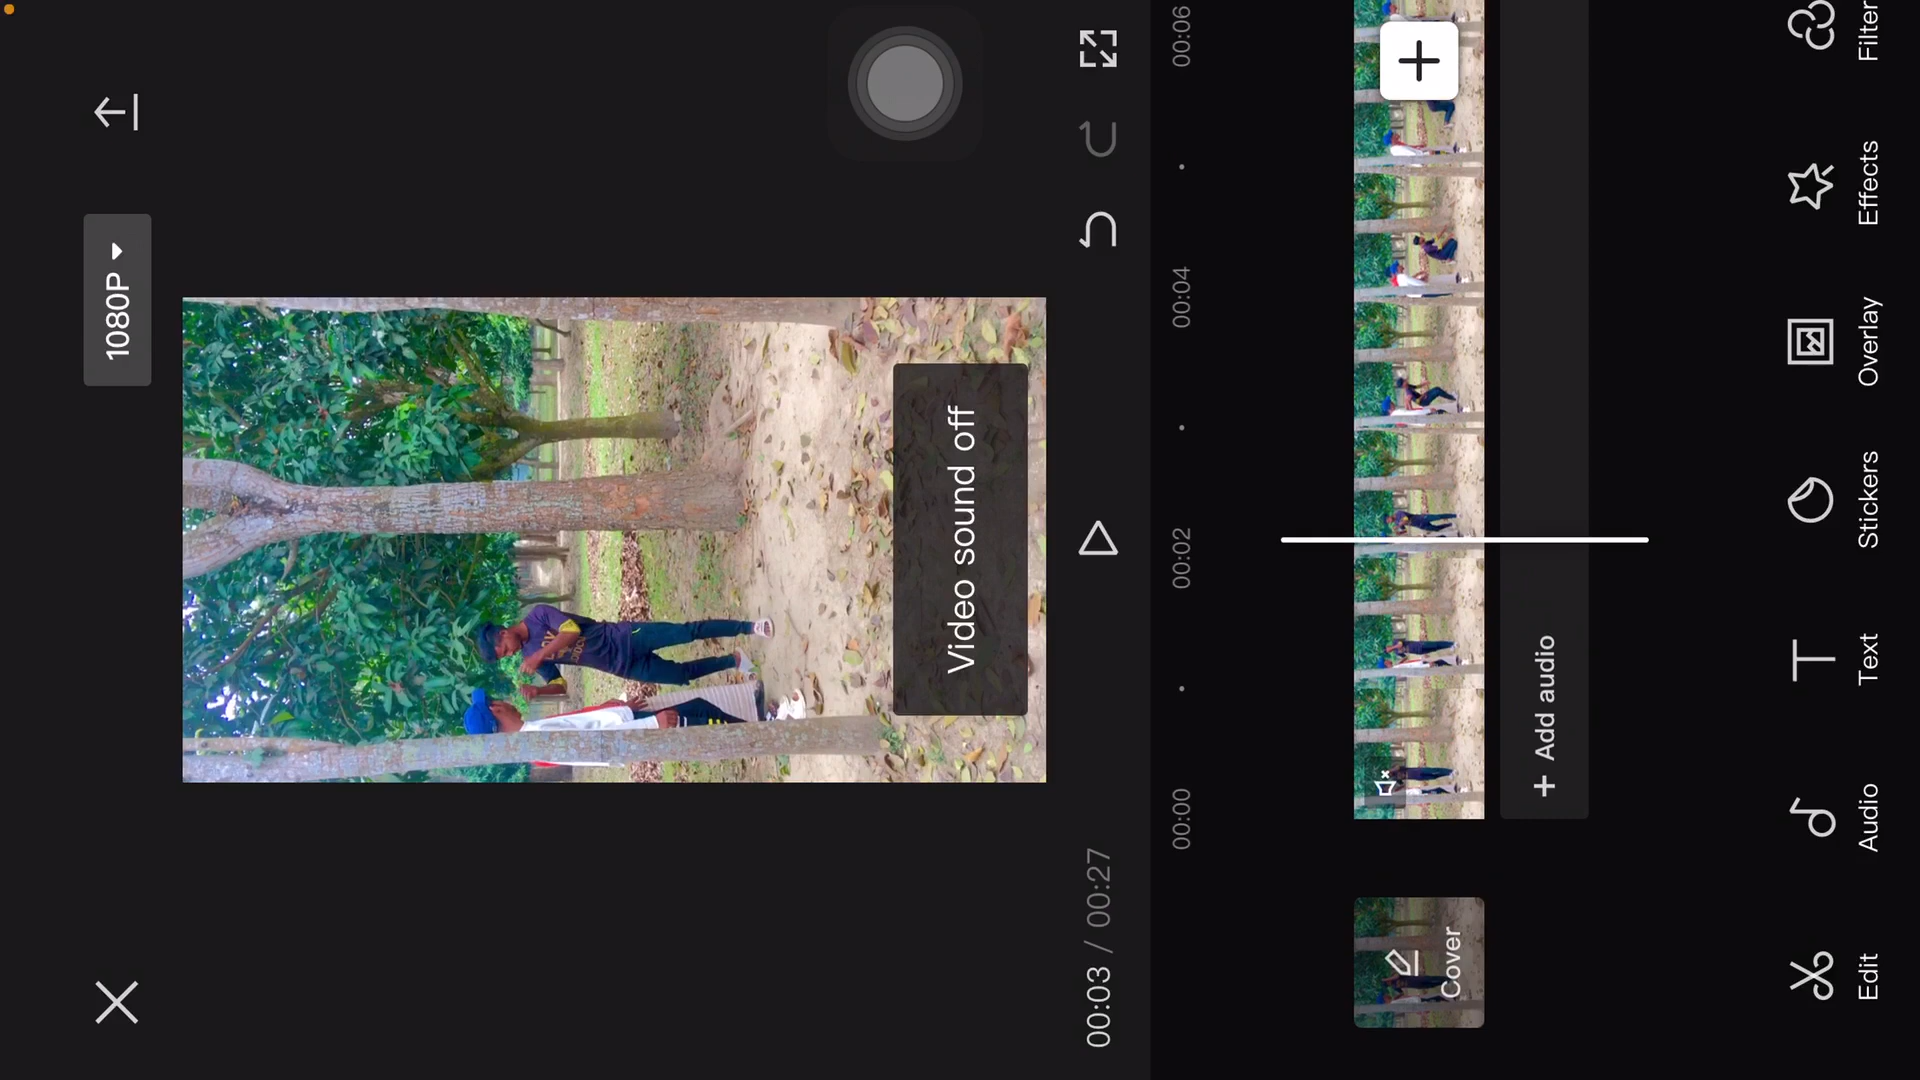 1080P
Video sound off
00:03 / 00:27
00:00
00:02
00:04
00:06
Cover
+ Add audio
Edit
Audio
Text
Stickers
Overlay
Effects
Filter